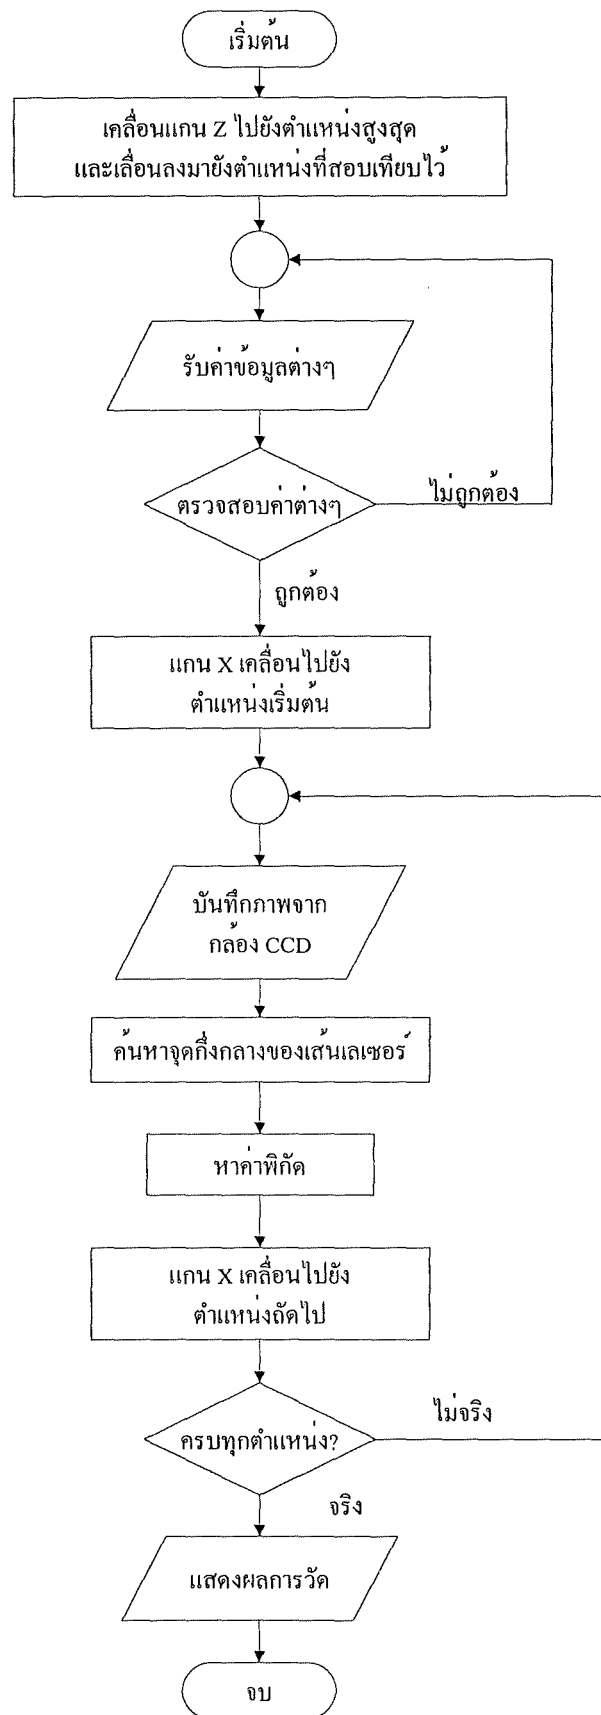 เริ่มต้น
เคลื่อนแกน Z ไปยังตำแหน่งสูงสุด
และเลื่อนลงมายังตำแหน่งที่สอบเทียบไว้
รับค่าข้อมูลต่างๆ
ตรวจสอบค่าต่างๆ
ไม่ถูกต้อง
ถูกต้อง
แกน X เคลื่อนไปยัง
ตำแหน่งเริ่มต้น
บันทึกภาพจาก
กล้อง CCD
ค้นหาจุดกึ่งกลางของเส้นเลเซอร์
หาค่าพิกัด
แกน X เคลื่อนไปยัง
ตำแหน่งถัดไป
ครบทุกตำแหน่ง?
ไม่จริง
จริง
แสดงผลการวัด
จบ